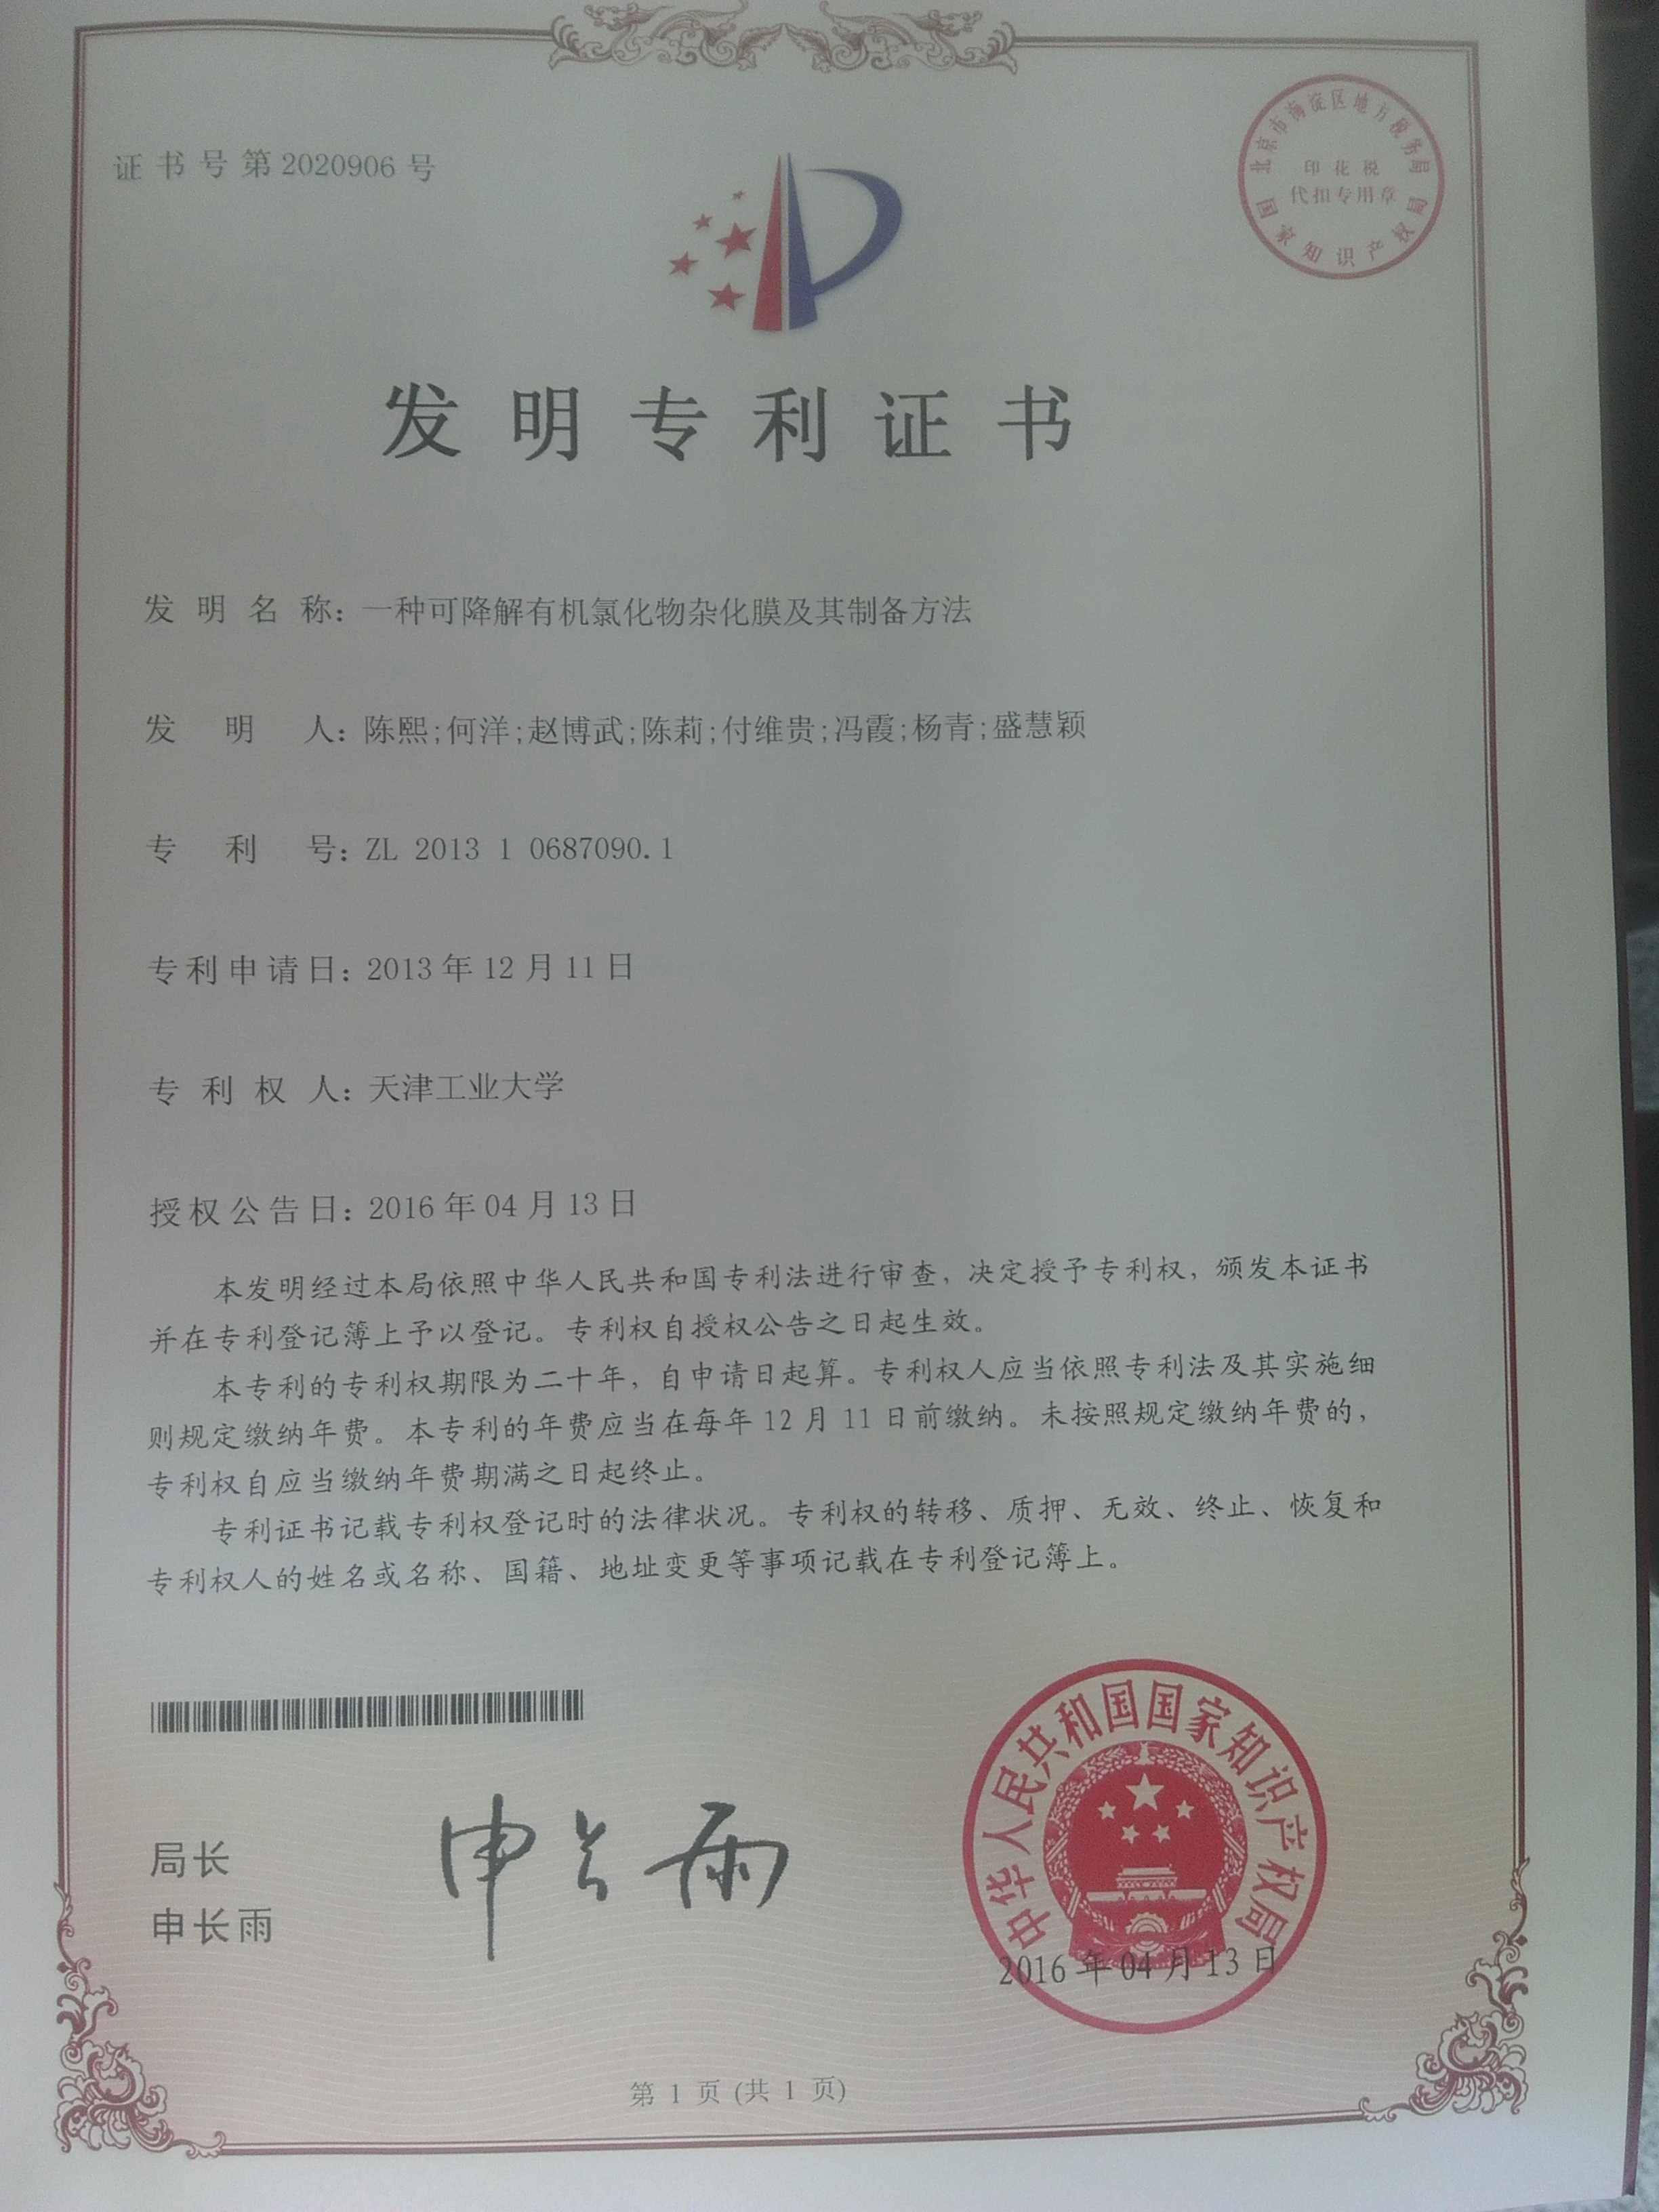 证书号第2020906号
北京市海淀区地方税务局
印花税
代扣专用章
国家知识产权局
发明专利证书
发明名称：一种可降解有机氯化物杂化膜及其制备方法
发明人：陈熙;何洋;赵博武;陈莉;付维贵;冯霞;杨青;盛慧颖
专利号：ZL 2013 1 0687090.1
专利申请日：2013年12月11日
专利权人：天津工业大学
授权公告日：2016年04月13日
本发明经过本局依照中华人民共和国专利法进行审查，决定授予专利权，颁发本证书
并在专利登记簿上予以登记。专利权自授权公告之日起生效。
本专利的专利权期限为二十年，自申请日起算。专利权人应当依照专利法及其实施细
则规定缴纳年费。本专利的年费应当在每年12月11日前缴纳。未按照规定缴纳年费的，
专利权自应当缴纳年费期满之日起终止。
专利证书记载专利权登记时的法律状况。专利权的转移、质押、无效、终止、恢复和
专利权人的姓名或名称、国籍、地址变更等事项记载在专利登记簿上。
局长
申长雨
申长雨
中华人民共和国国家知识产权局
2016年04月13日
第 1 页 (共 1 页)